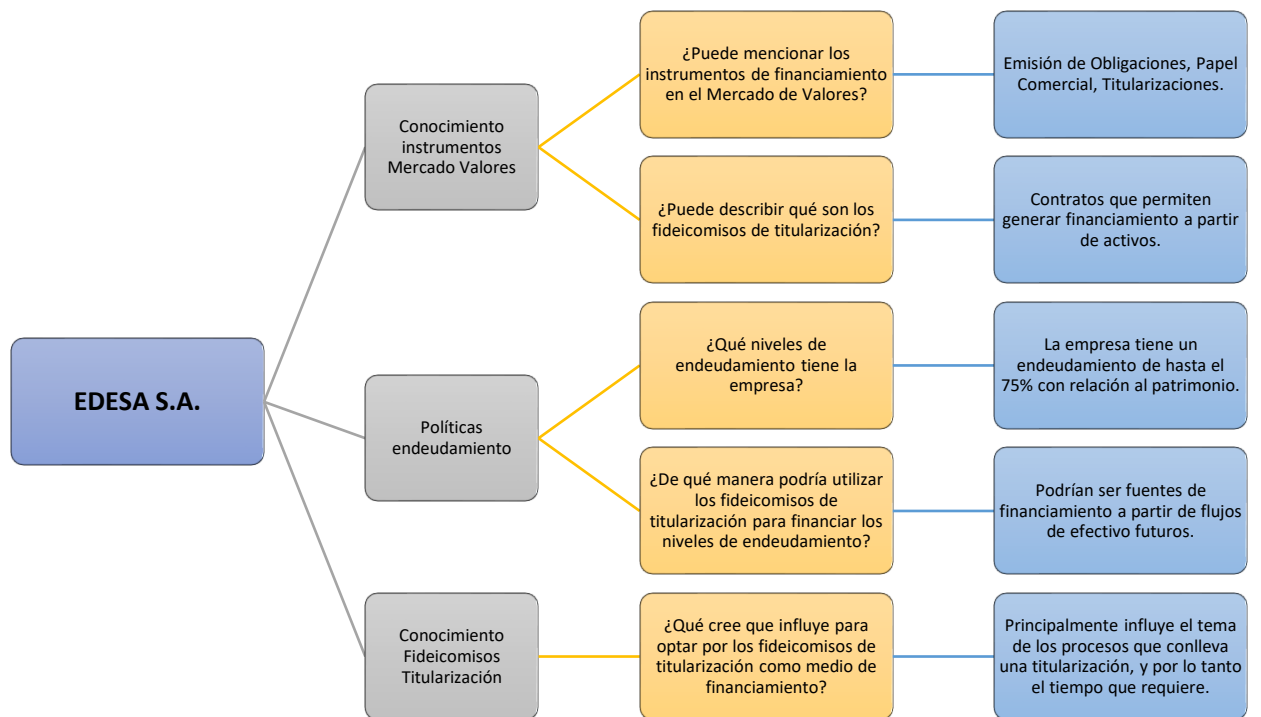 EDESA S.A.
Conocimiento
instrumentos
Mercado Valores
¿Puede mencionar los
instrumentos de financiamiento
en el Mercado de Valores?
Emisión de Obligaciones, Papel
Comercial, Titularizaciones.
¿Puede describir qué son los
fideicomisos de titularización?
Contratos que permiten
generar financiamiento a partir
de activos.
Políticas
endeudamiento
¿Qué niveles de
endeudamiento tiene la
empresa?
La empresa tiene un
endeudamiento de hasta el
75% con relación al patrimonio.
¿De qué manera podría utilizar
los fideicomisos de
titularización para financiar los
niveles de endeudamiento?
Podrían ser fuentes de
financiamiento a partir de flujos
de efectivo futuros.
Conocimiento
Fideicomisos
Titularización
¿Qué cree que influye para
optar por los fideicomisos de
titularización como medio de
financiamiento?
Principalmente influye el tema
de los procesos que conlleva
una titularización, y por lo tanto
el tiempo que requiere.